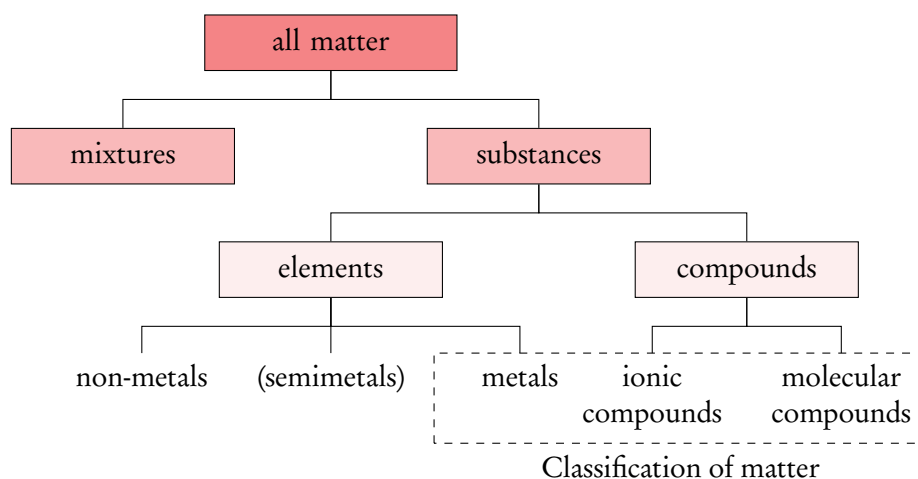 all matter
mixtures
substances
elements
compounds
non-metals
(semimetals)
metals
ionic
compounds
molecular
compounds
Classification of matter